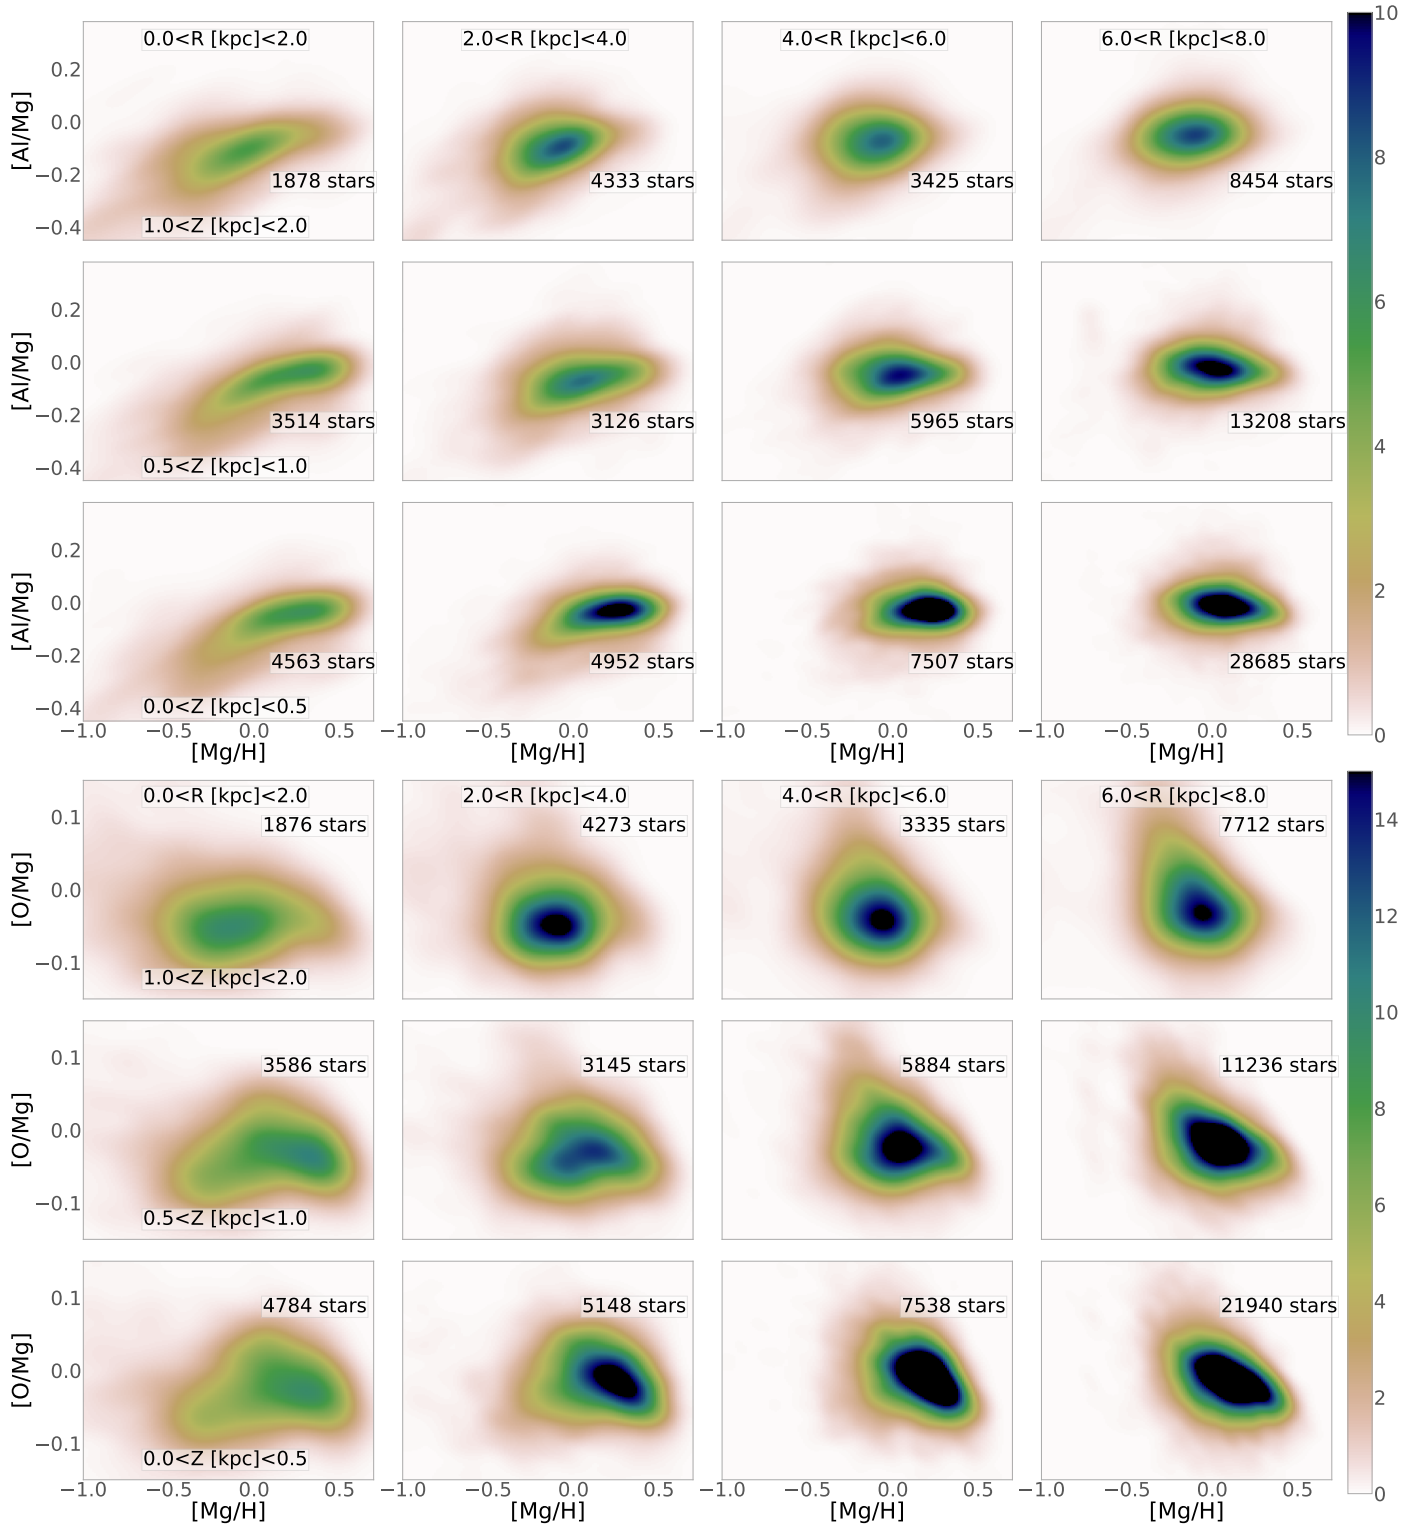 0.0<R [kpc]<2.0
2.0<R [kpc]<4.0
4.0<R [kpc]<6.0
6.0<R [kpc]<8.0
[Al/Mg]
0.2
0.0
−0.2
−0.4
1878 stars
4333 stars
3425 stars
8454 stars
1.0<Z [kpc]<2.0
[Al/Mg]
0.2
0.0
−0.2
−0.4
3514 stars
3126 stars
5965 stars
13208 stars
0.5<Z [kpc]<1.0
[Al/Mg]
0.2
0.0
−0.2
−0.4
4563 stars
4952 stars
7507 stars
28685 stars
0.0<Z [kpc]<0.5
−1.0 −0.5 0.0 0.5
−1.0 −0.5 0.0 0.5
−1.0 −0.5 0.0 0.5
−1.0 −0.5 0.0 0.5
[Mg/H]
[Mg/H]
[Mg/H]
[Mg/H]
10
8
6
4
2
0
0.0<R [kpc]<2.0
2.0<R [kpc]<4.0
4.0<R [kpc]<6.0
6.0<R [kpc]<8.0
1876 stars
4273 stars
3335 stars
7712 stars
[O/Mg]
0.1
0.0
−0.1
1.0<Z [kpc]<2.0
3586 stars
3145 stars
5884 stars
11236 stars
[O/Mg]
0.1
0.0
−0.1
0.5<Z [kpc]<1.0
4784 stars
5148 stars
7538 stars
21940 stars
[O/Mg]
0.1
0.0
−0.1
0.0<Z [kpc]<0.5
−1.0 −0.5 0.0 0.5
−1.0 −0.5 0.0 0.5
−1.0 −0.5 0.0 0.5
−1.0 −0.5 0.0 0.5
[Mg/H]
[Mg/H]
[Mg/H]
[Mg/H]
14
12
10
8
6
4
2
0